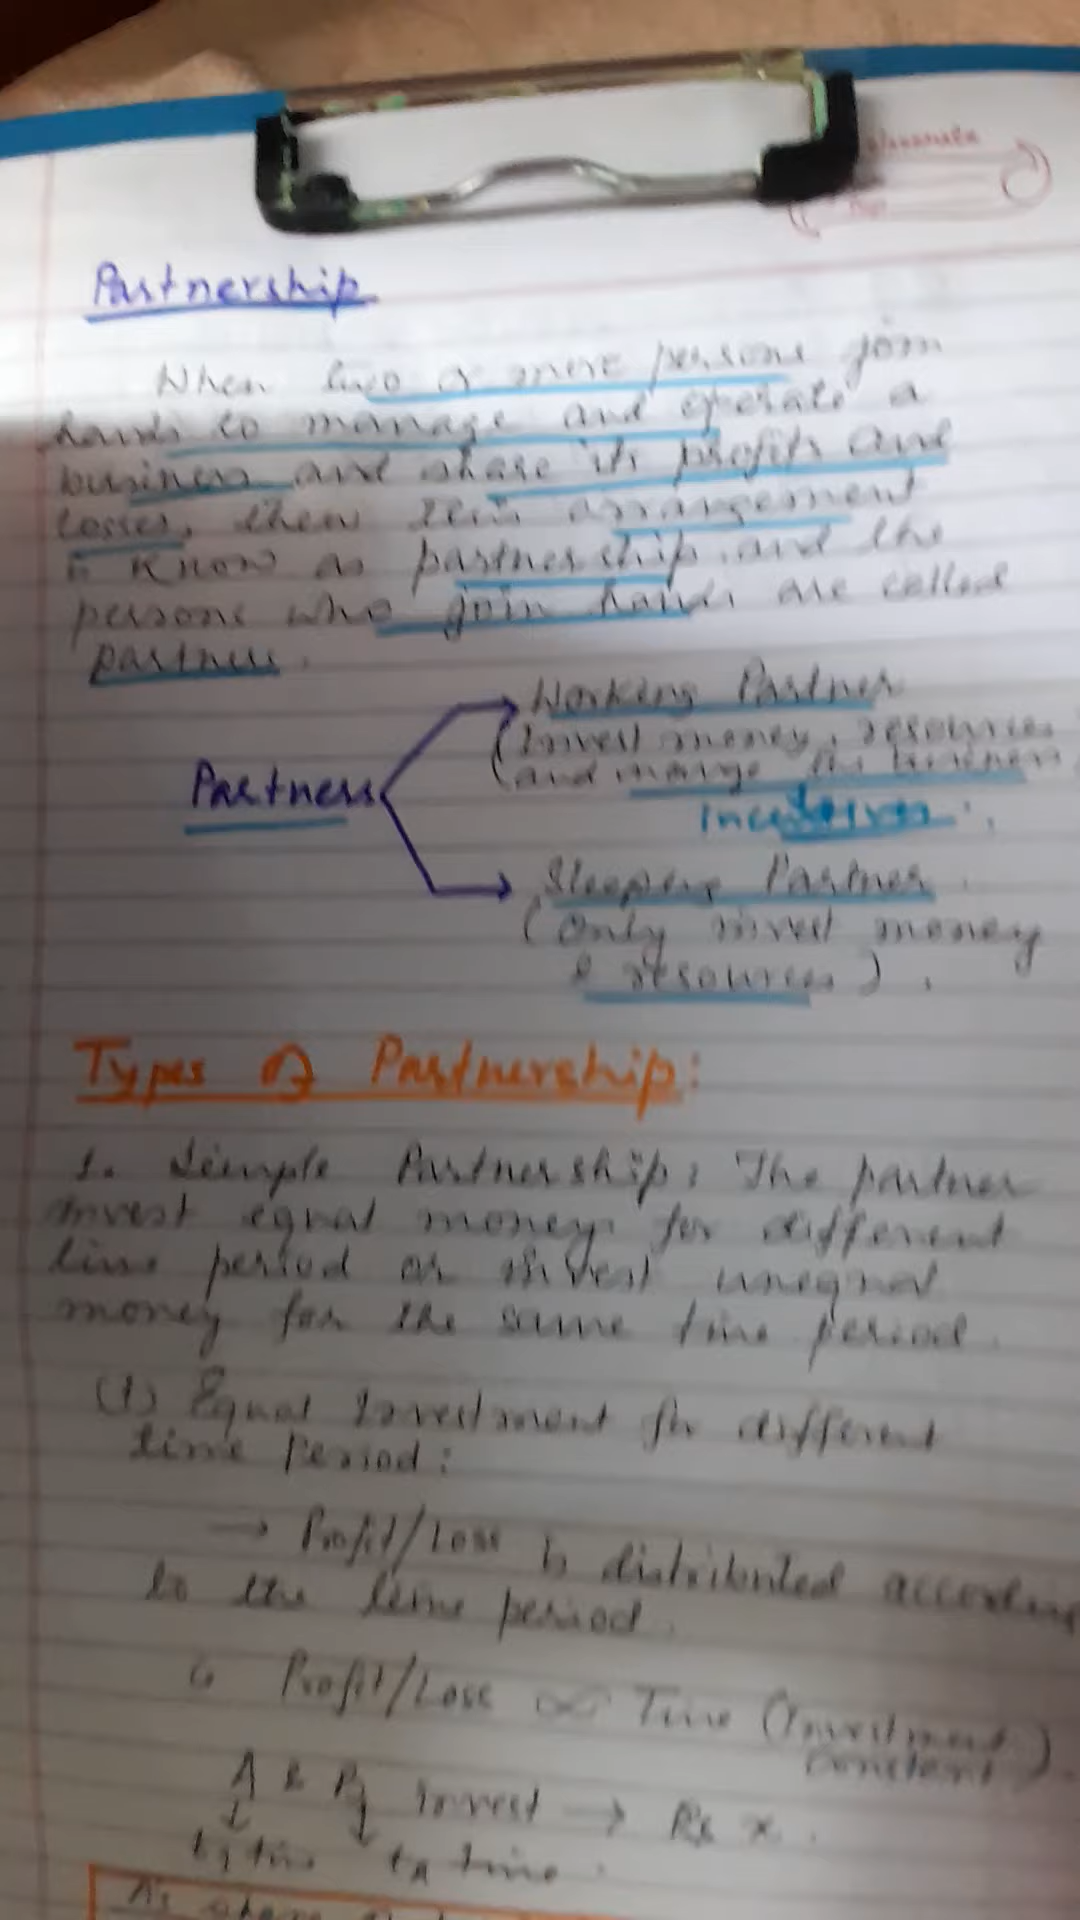 Partnership
When two or more persons join
hands to manage and operate a
business and share its profits and
losses, then this arrangement
is know as partnership and the
persons who join hands are called
partners.
Working Partner
(Invest money, resources
and mange the business
Partners
Sleeping Partner
(Only invest money
& resources).
Types of Partnership:
1. Simple Partnership: The partner
invest equal money for different
time period or invest unequal
money for the same time period
(1) Equal Investment for different
time Period:
→ Profit/Loss is distributed according
to the time period.
Profit/Loss ∝ Time (Investment
Constant).
A & B invest → Rs x.
time time.
A's share